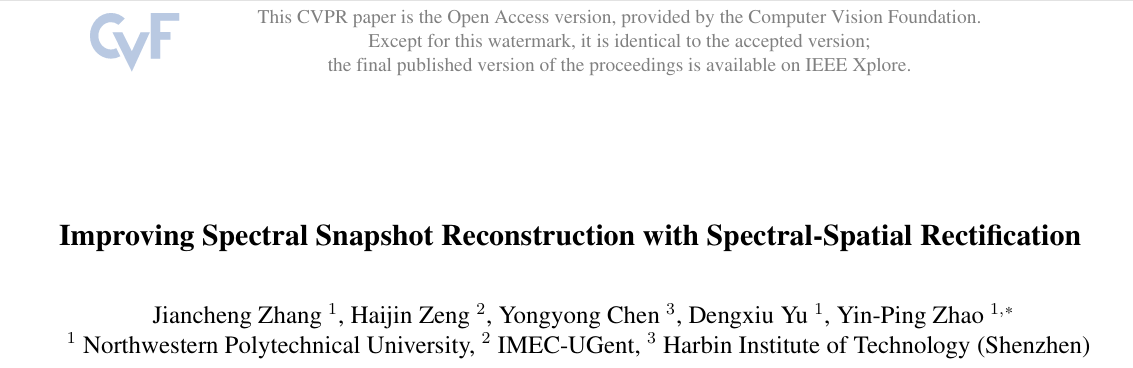 CVF
This CVPR paper is the Open Access version, provided by the Computer Vision Foundation.
Except for this watermark, it is identical to the accepted version;
the final published version of the proceedings is available on IEEE Xplore.
Improving Spectral Snapshot Reconstruction with Spectral-Spatial Rectification
Jiancheng Zhang ¹, Haijin Zeng ², Yongyong Chen ³, Dengxiu Yu ¹, Yin-Ping Zhao ¹,*
¹ Northwestern Polytechnical University, ² IMEC-UGent, ³ Harbin Institute of Technology (Shenzhen)